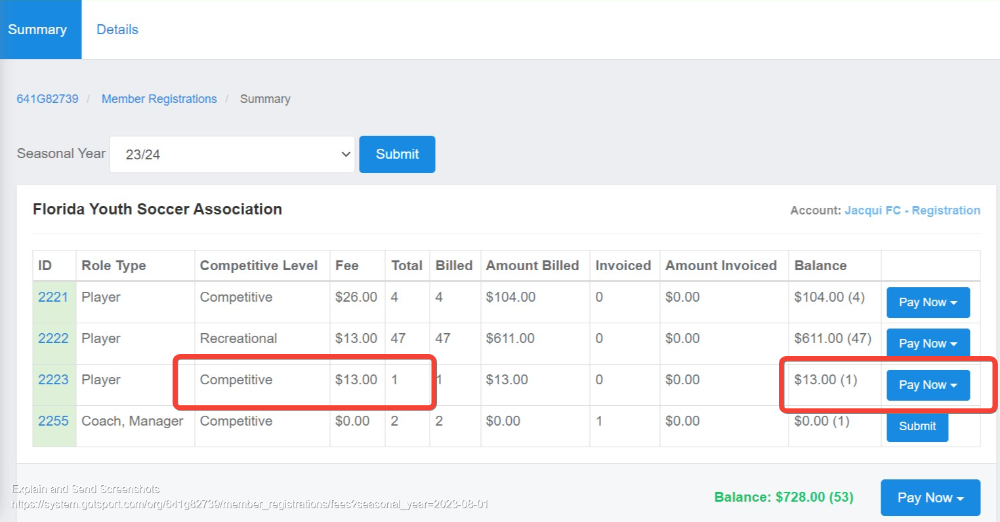 Summary Details
641G82739 / Member Registrations / Summary
Seasonal Year 23/24 Submit
Florida Youth Soccer Association Account: Jacqui FC - Registration
ID Role Type Competitive Level Fee Total Billed Amount Billed Invoiced Amount Invoiced Balance
2221 Player Competitive $26.00 4 4 $104.00 0 $0.00 $104.00 (4) Pay Now
2222 Player Recreational $13.00 47 47 $611.00 0 $0.00 $611.00 (47) Pay Now
2223 Player Competitive $13.00 1 1 $13.00 0 $0.00 $13.00 (1) Pay Now
2255 Coach, Manager Competitive $0.00 2 2 $0.00 1 $0.00 $0.00 (1) Submit
Explain and Send Screenshots
Balance: $728.00 (53) Pay Now
https://system.gotsport.com/org/641g82739/member_registrations/fees?seasonal_year=2023-08-01